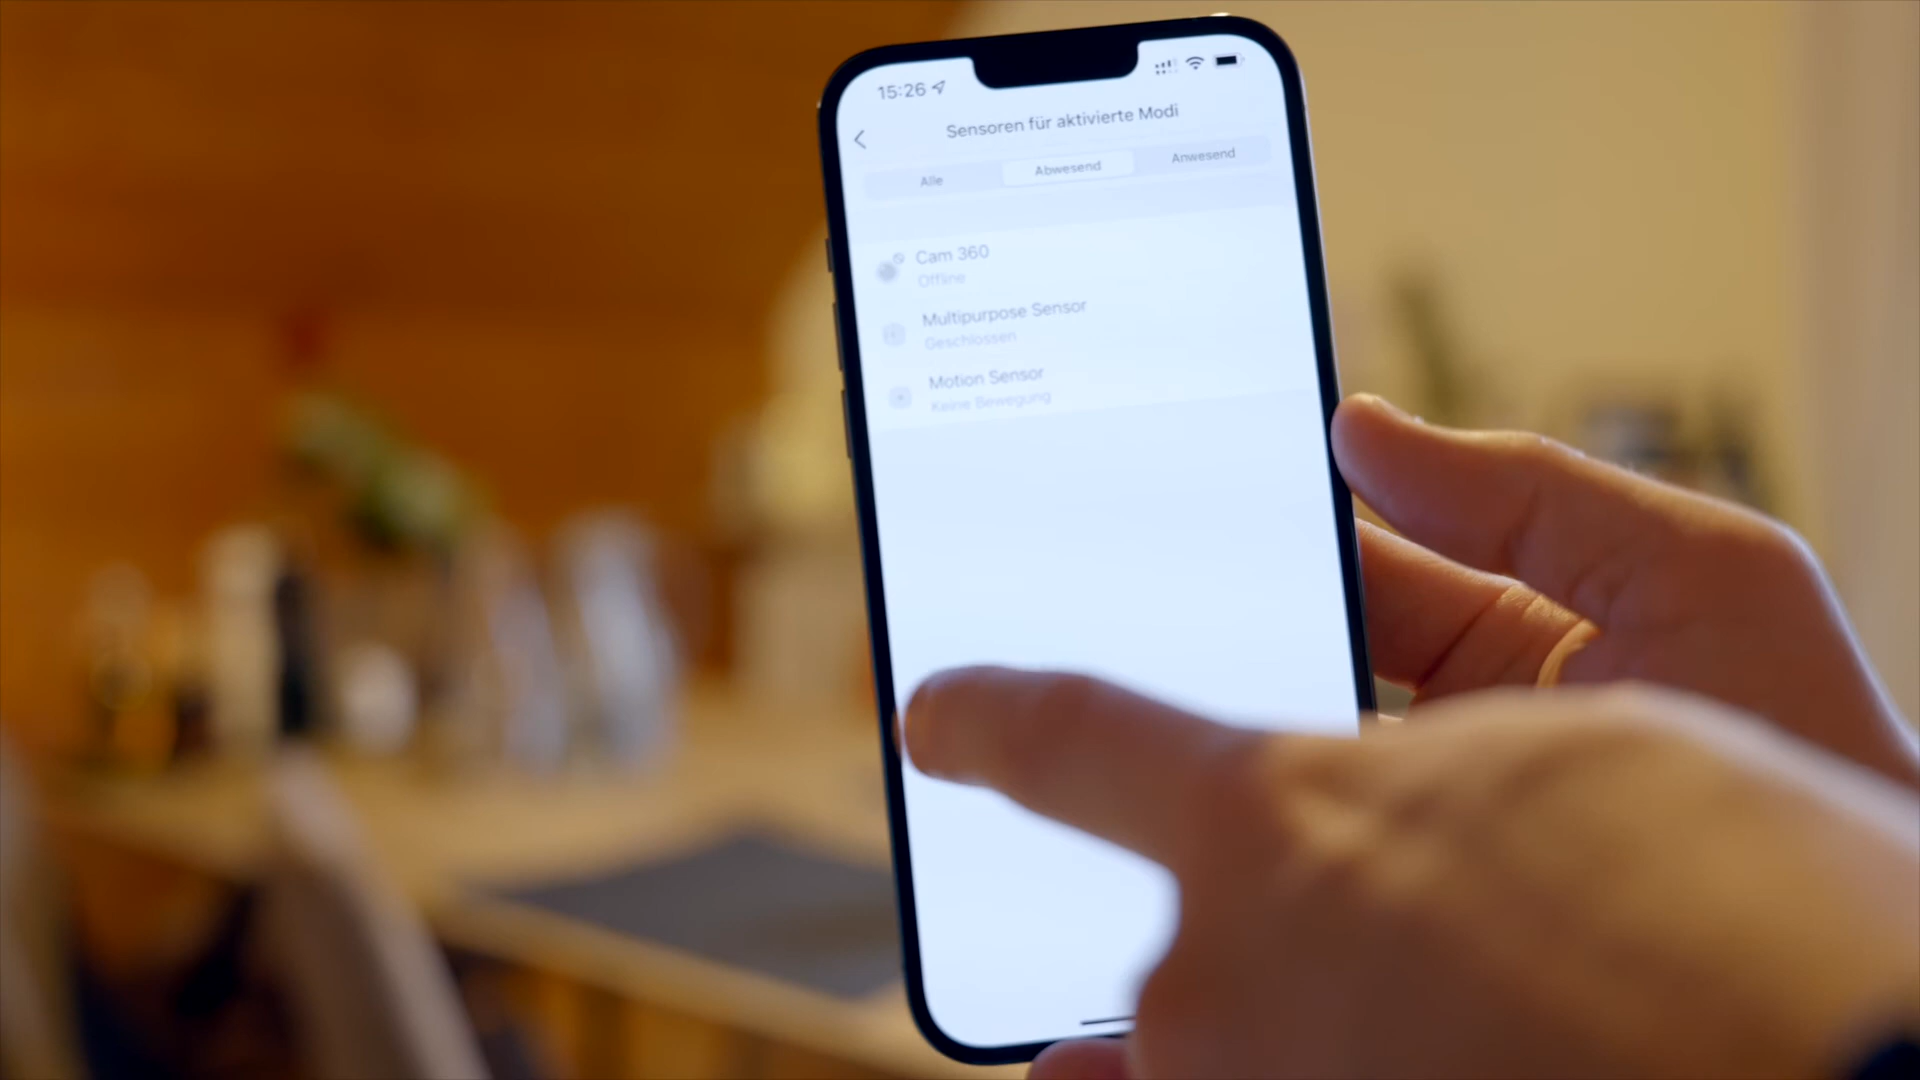 15:26
Sensoren für aktivierte Modi
Alle
Abwesend
Anwesend
Cam 360
Offline
Multipurpose Sensor
Geschlossen
Motion Sensor
Keine Bewegung